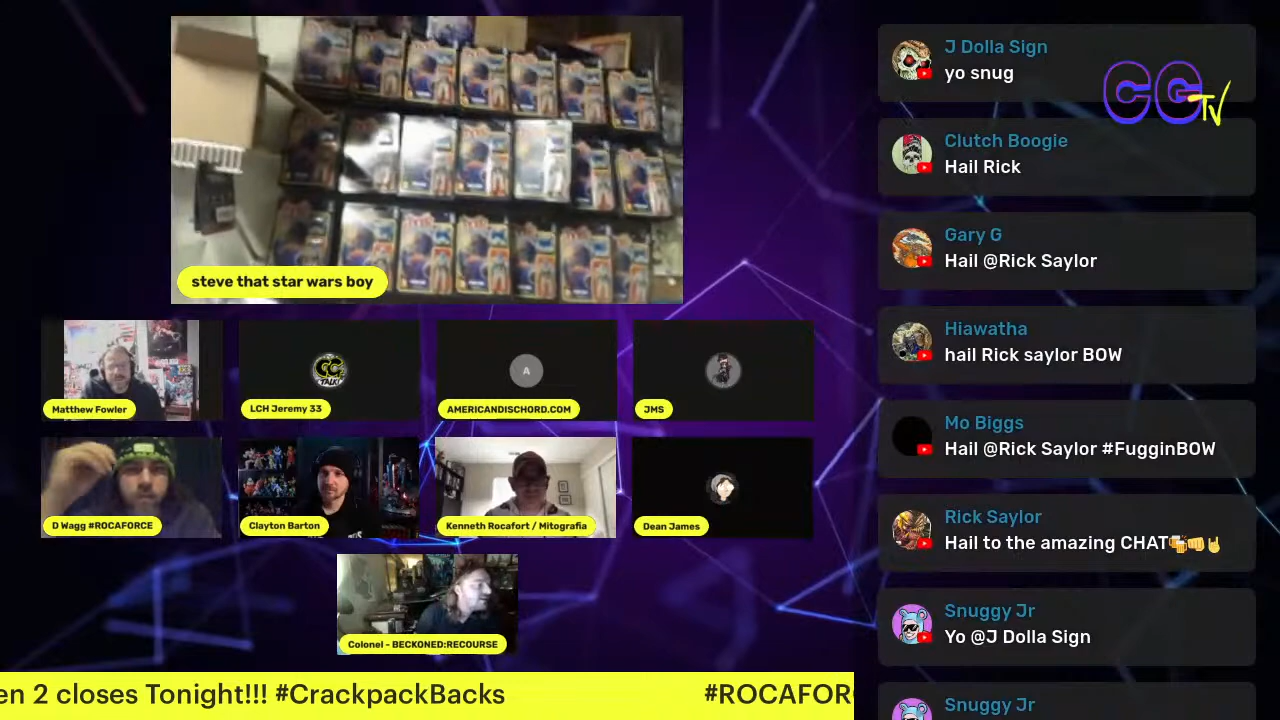 steve that star wars boy
Matthew Fowler
LCH Jeremy 33
A
AMERICANDISCHORD.COM
JMS
D Wagg #ROCAFORCE
Clayton Barton
Kenneth Rocafort / Mitografia
Dean James
Colonel - BECKONED:RECOURSE
en 2 closes Tonight!!! #CrackpackBacks
#ROCAFOR
CGTV
J Dolla Sign
yo snug
Clutch Boogie
Hail Rick
Gary G
Hail @Rick Saylor
Hiawatha
hail Rick saylor BOW
Mo Biggs
Hail @Rick Saylor #FugginBOW
Rick Saylor
Hail to the amazing CHAT🍻👊🤘
Snuggy Jr
Yo @J Dolla Sign
Snuggy Jr